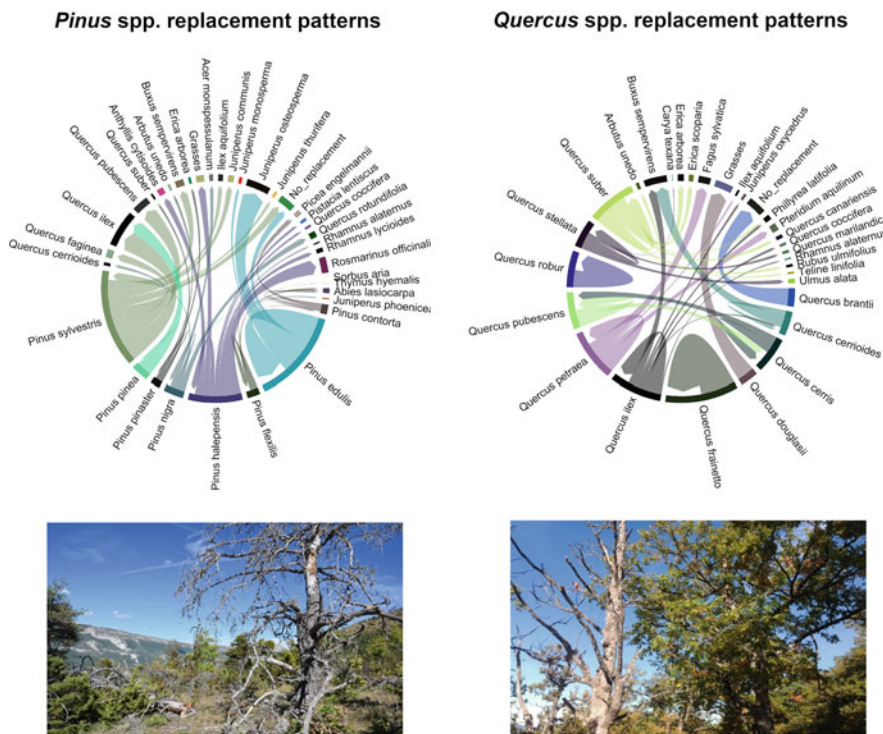 Pinus spp. replacement patterns
Quercus pubescens
Quercus ilex
Quercus faginea
Quercus cerrioides
Pinus sylvestris
Pinus pinea
Pinus pinaster
Pinus nigra
Pinus halepensis
Pinus flexilis
Pinus edulis
Pinus contorta
Juniperus phoenicea
Abies lasiocarpa
Thymus hyemalis
Sorbus aria
Rosmarinus officinali
Rhamnus lycioides
Rhamnus alaternus
Quercus rotundifolia
Quercus coccifera
Pistacia lentiscus
Picea engelmannii
No_replacement
Juniperus thurifera
Juniperus osteosperma
Juniperus monosperma
Juniperus communis
Ilex aquifolium
Acer monspessulanum
Grasses
Erica arborea
Buxus sempervirens
Arbutus unedo
Quercus suber
Anthyllis cytisoides
Quercus spp. replacement patterns
Quercus suber
Quercus stellata
Quercus robur
Quercus pubescens
Quercus petraea
Quercus ilex
Quercus frainetto
Quercus douglasii
Quercus cerris
Quercus cerrioides
Quercus brantii
Ulmus alata
Teline linifolia
Rubus ulmifolius
Rhamnus alaternus
Quercus marilandic
Quercus coccifera
Quercus canariensis
Pteridium aquilinum
Philyrea latifolia
No_replacement
Juniperus oxycedrus
Ilex aquifolium
Grasses
Fagus sylvatica
Erica scoparia
Erica arborea
Carya texana
Buxus sempervirens
Arbutus unedo